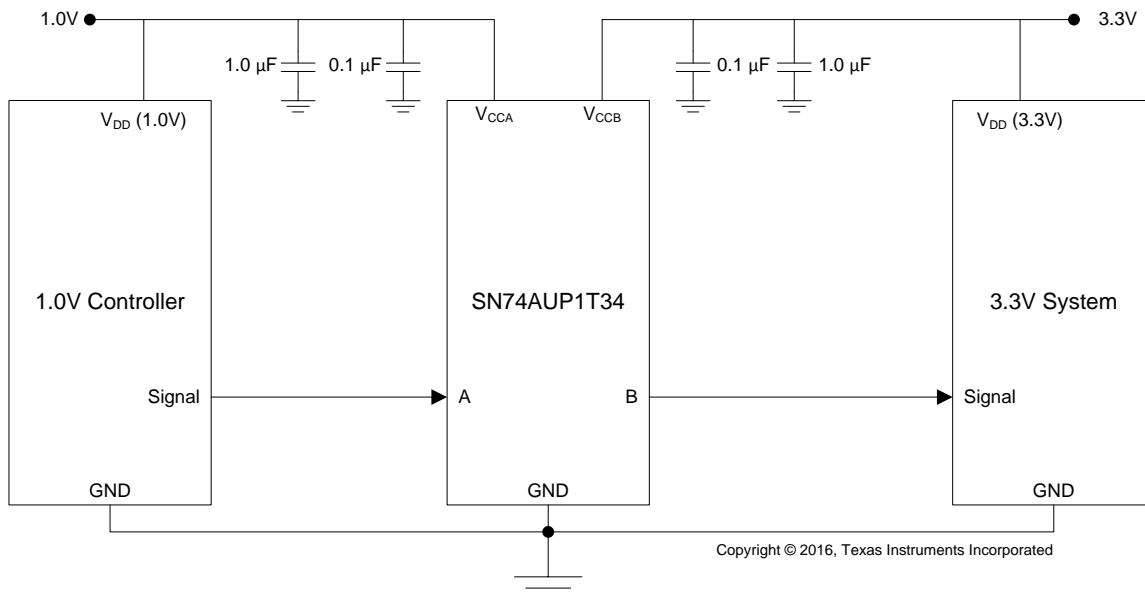 1.0V 3.3V
1.0 µF 0.1 µF 0.1 µF 1.0 µF
VDD (1.0V) VCCA VCCB VDD (3.3V)
1.0V Controller SN74AUP1T34 3.3V System
Signal A B Signal
GND GND GND
Copyright © 2016, Texas Instruments Incorporated